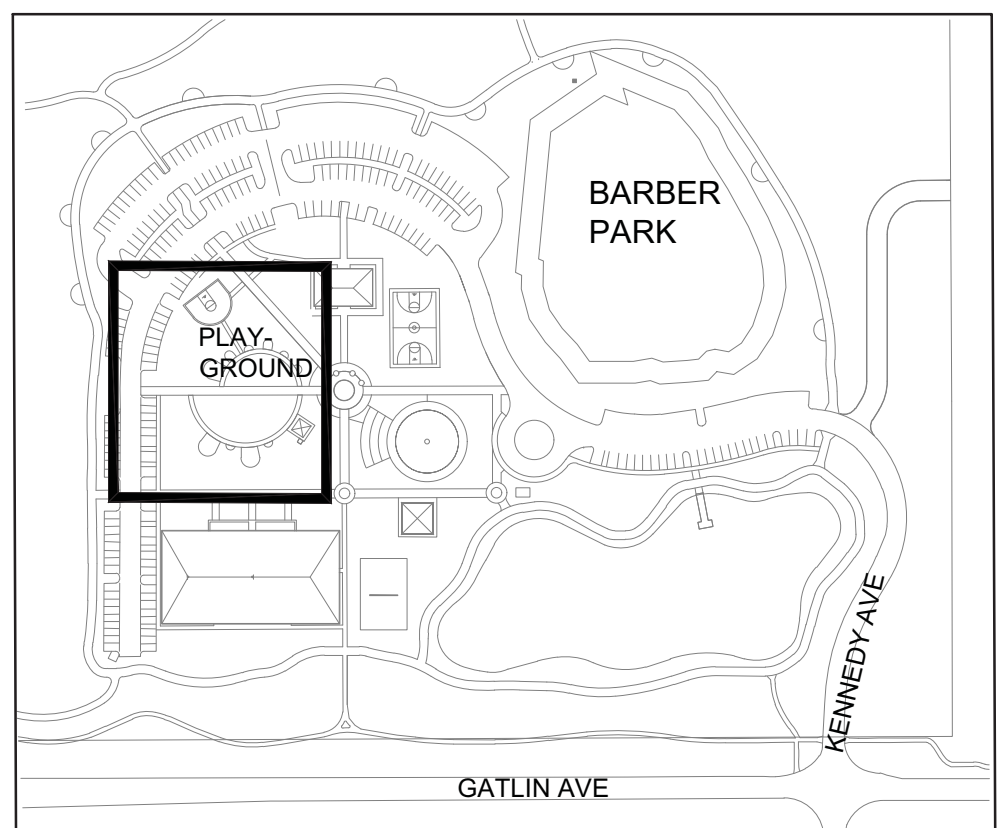 BARBER
PARK
PLAY-
GROUND
KENNEDY AVE
GATLIN AVE